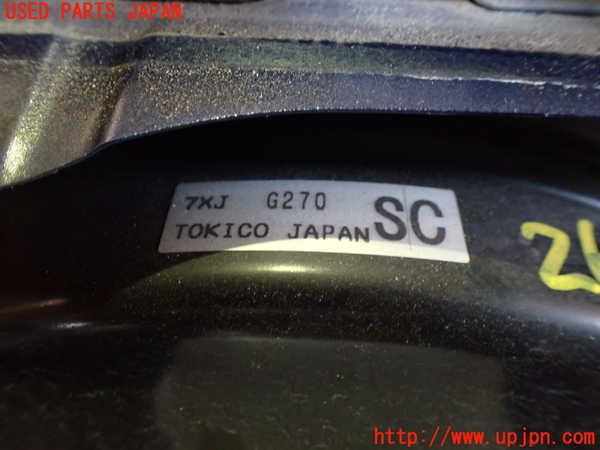 USED PARTS JAPAN
7XJ G270
TOKICO JAPAN SC
http://www.upjpn.com